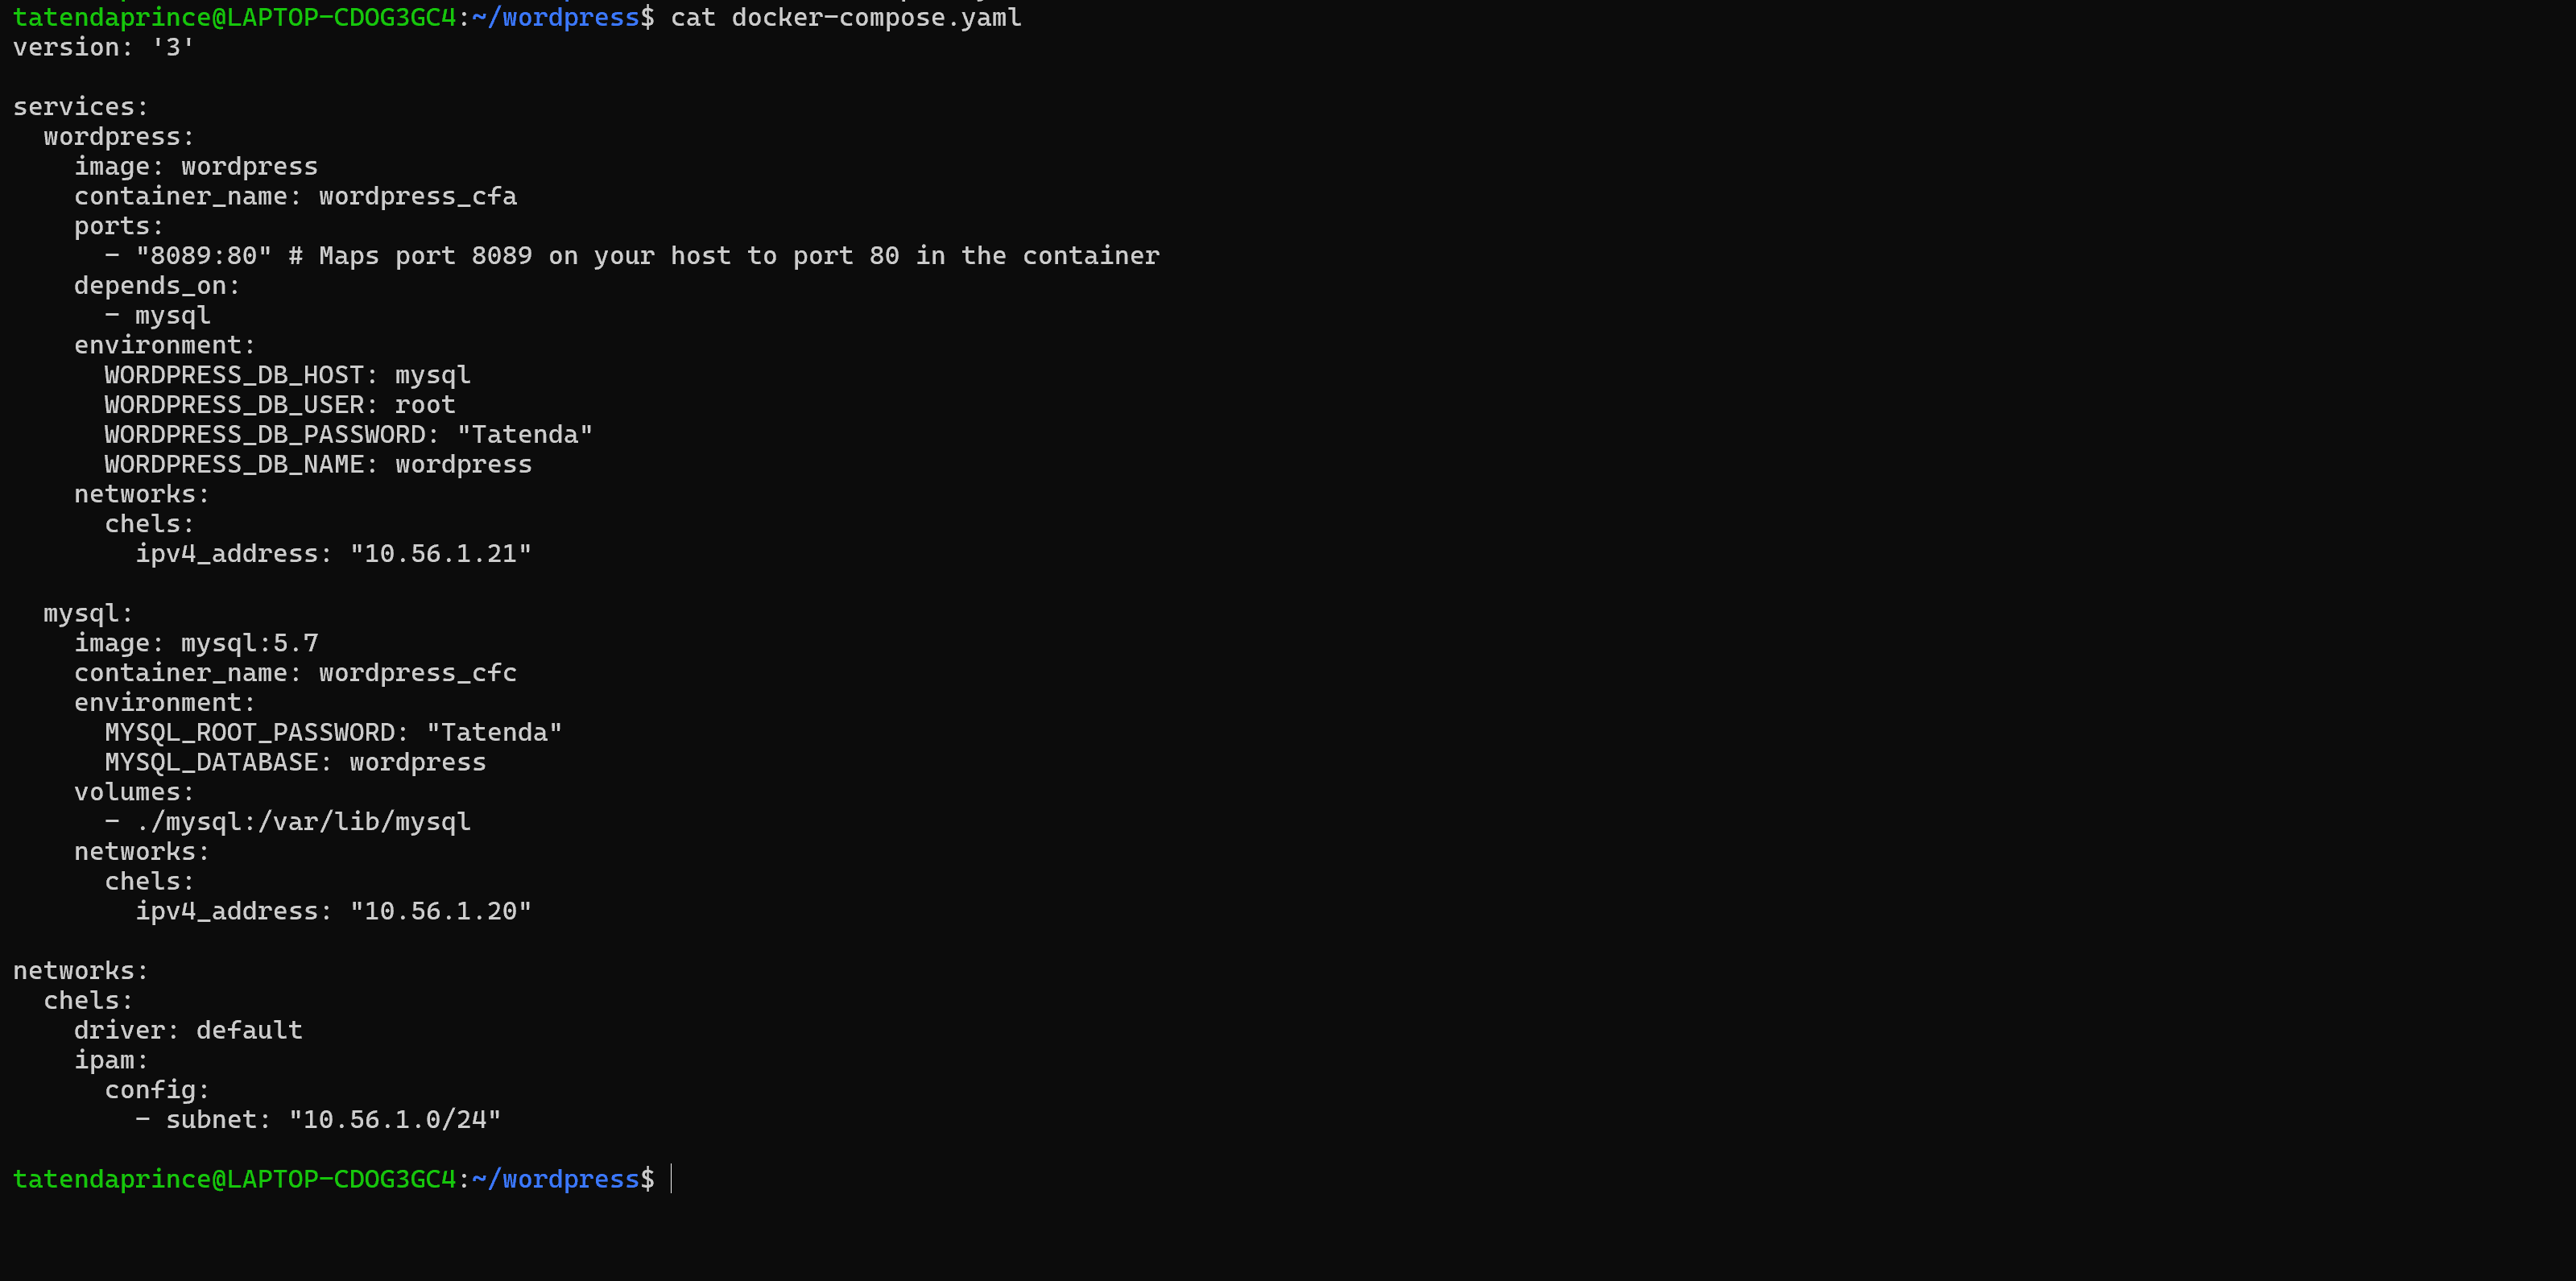 tatendaprince@LAPTOP-CDOG3GC4:~/wordpress$ cat docker-compose.yaml
version: '3'

services:
  wordpress:
    image: wordpress
    container_name: wordpress_cfa
    ports:
      - "8089:80" # Maps port 8089 on your host to port 80 in the container
    depends_on:
      - mysql
    environment:
      WORDPRESS_DB_HOST: mysql
      WORDPRESS_DB_USER: root
      WORDPRESS_DB_PASSWORD: "Tatenda"
      WORDPRESS_DB_NAME: wordpress
    networks:
      chels:
        ipv4_address: "10.56.1.21"

  mysql:
    image: mysql:5.7
    container_name: wordpress_cfc
    environment:
      MYSQL_ROOT_PASSWORD: "Tatenda"
      MYSQL_DATABASE: wordpress
    volumes:
      - ./mysql:/var/lib/mysql
    networks:
      chels:
        ipv4_address: "10.56.1.20"

networks:
  chels:
    driver: default
    ipam:
      config:
        - subnet: "10.56.1.0/24"

tatendaprince@LAPTOP-CDOG3GC4:~/wordpress$